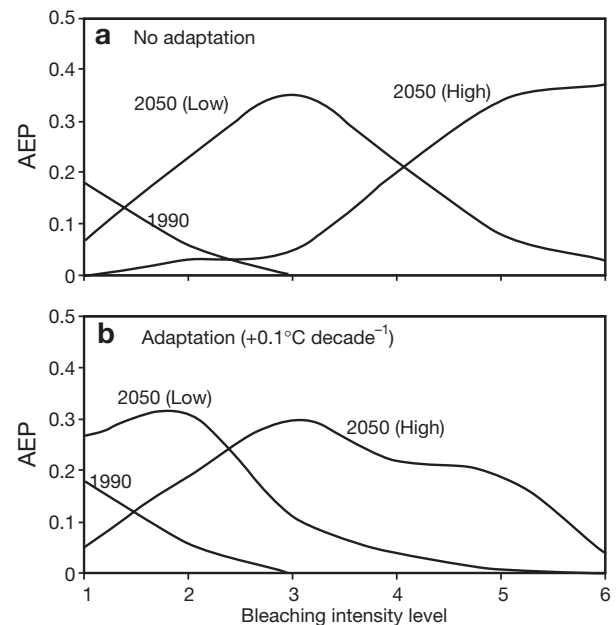 a No adaptation
0.5
0.4
0.3
0.2
0.1
0
AEP
2050 (Low)
2050 (High)
1990
b Adaptation (+0.1°C decade⁻¹)
0.5
0.4
0.3
0.2
0.1
0
AEP
2050 (Low)
2050 (High)
1990
1 2 3 4 5 6
Bleaching intensity level